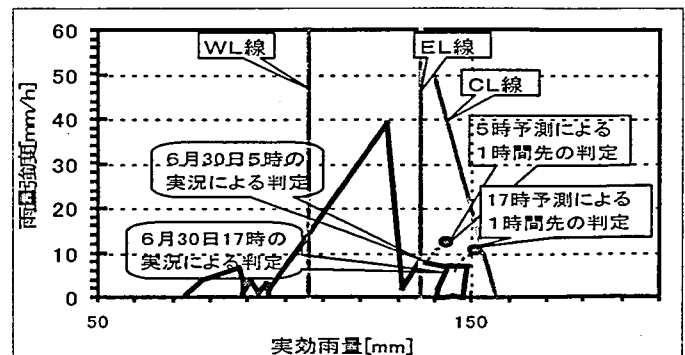 60
50
40
30
20
10
0
雨量強度[mm/h]
WL線
EL線
CL線
5時予測による
1時間先の判定
6月30日5時の
実況による判定
17時予測による
1時間先の判定
6月30日17時の
実況による判定
50
150
実効雨量[mm]